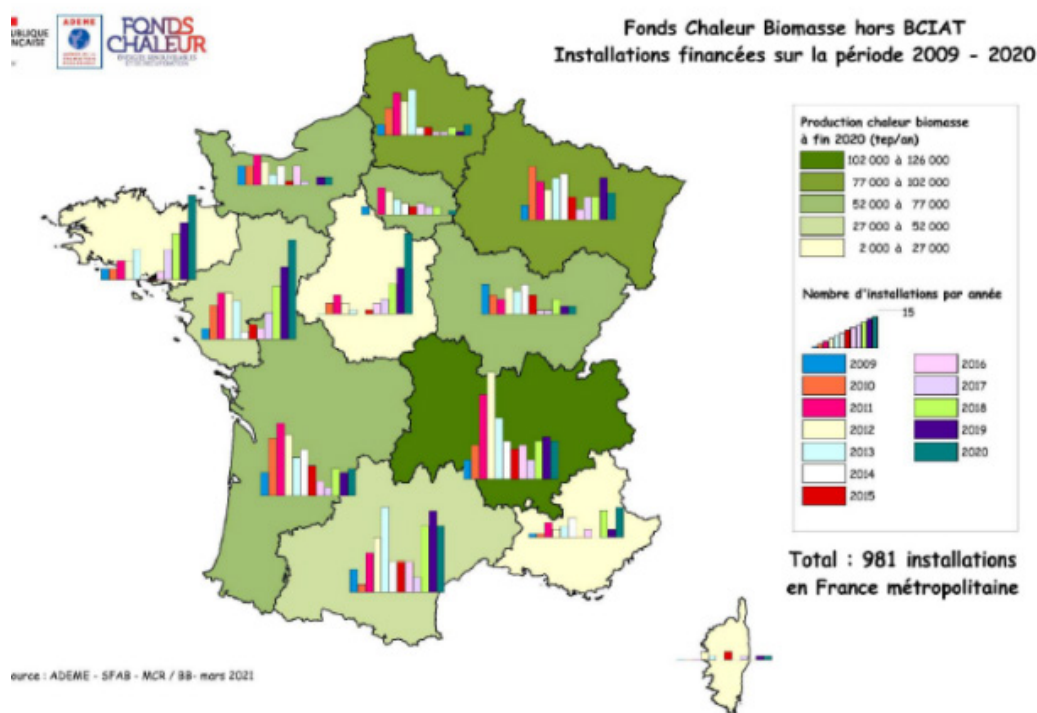 UBLIQUE
NÇAISE
ADEME
FONDS
CHALEUR
Fonds Chaleur Biomasse hors BCIAT
Installations financées sur la période 2009 - 2020
Production chaleur biomasse
à fin 2020 (tep/an)
102 000 à 126 000
77 000 à 102 000
52 000 à 77 000
27 000 à 52 000
2 000 à 27 000
Nombre d'installations par année
15
2009
2010
2011
2012
2013
2014
2015
2016
2017
2018
2019
2020
Total : 981 installations
en France métropolitaine
ource : ADEME - SFAB - MCR / BB- mars 2021